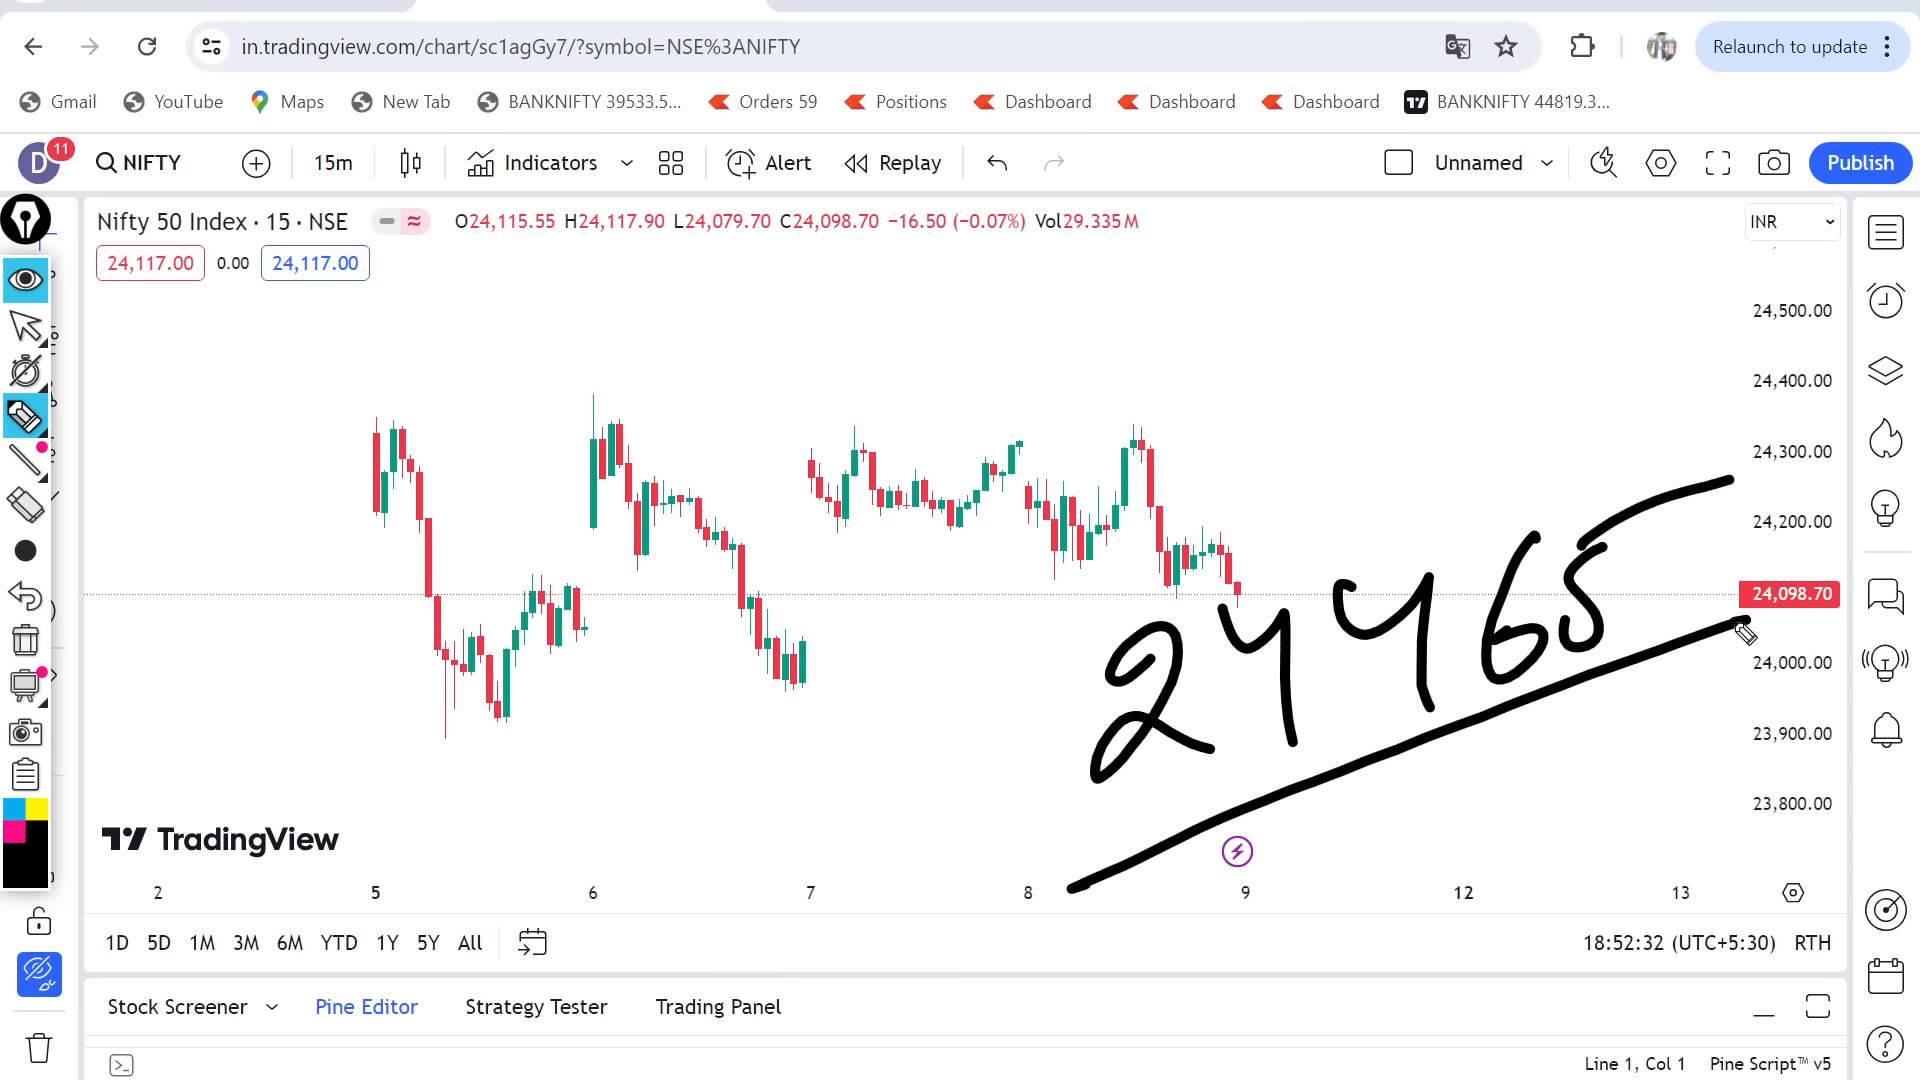 in.tradingview.com/chart/sc1agGy7/?symbol=NSE%3ANIFTY
Relaunch to update
Gmail YouTube Maps New Tab BANKNIFTY 39533.5... Orders 59 Positions Dashboard Dashboard Dashboard BANKNIFTY 44819.3...
D 11 NIFTY 15m Indicators Alert Replay Unnamed Publish
Nifty 50 Index · 15 · NSE O24,115.55 H24,117.90 L24,079.70 C24,098.70 −16.50 (−0.07%) Vol29.335 M INR
24,117.00 0.00 24,117.00
24,500.00
24,400.00
24,300.00
24,200.00
24,098.70
24,000.00
23,900.00
23,800.00
24465
TradingView
2 5 6 7 8 9 12 13
1D 5D 1M 3M 6M YTD 1Y 5Y All 18:52:32 (UTC+5:30) RTH
Stock Screener Pine Editor Strategy Tester Trading Panel
Line 1, Col 1 Pine Script™ v5